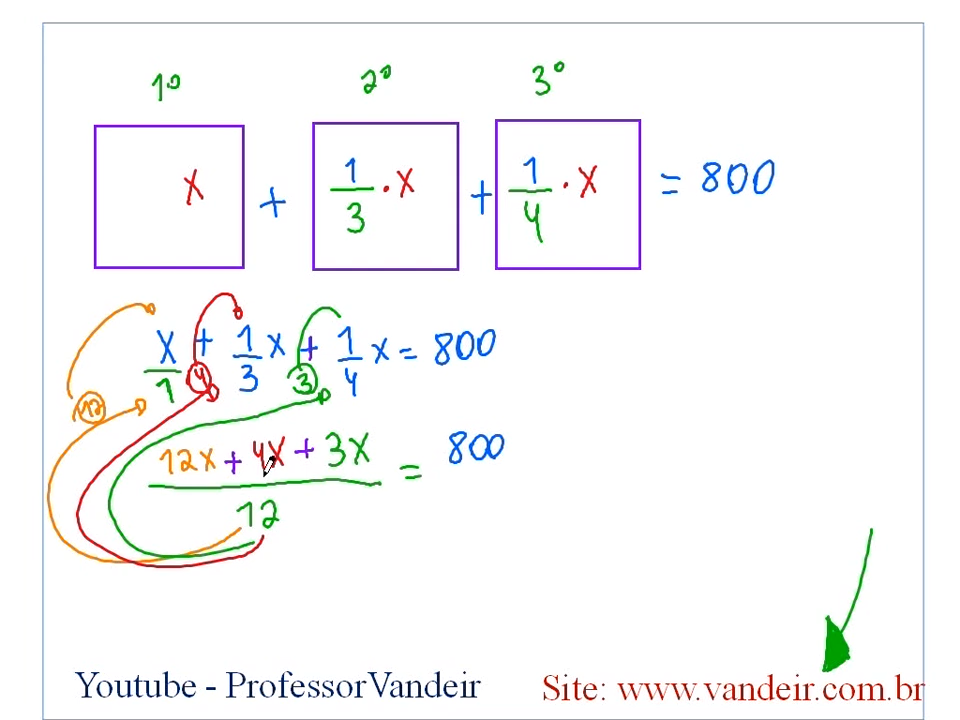 1º 2º 3º
x + 1/3 · x + 1/4 · x = 800
x/1 + 1/3 x + 1/4 x = 800
12 4 3
12x + 4x + 3x = 800
12
Youtube - ProfessorVandeir Site: www.vandeir.com.br